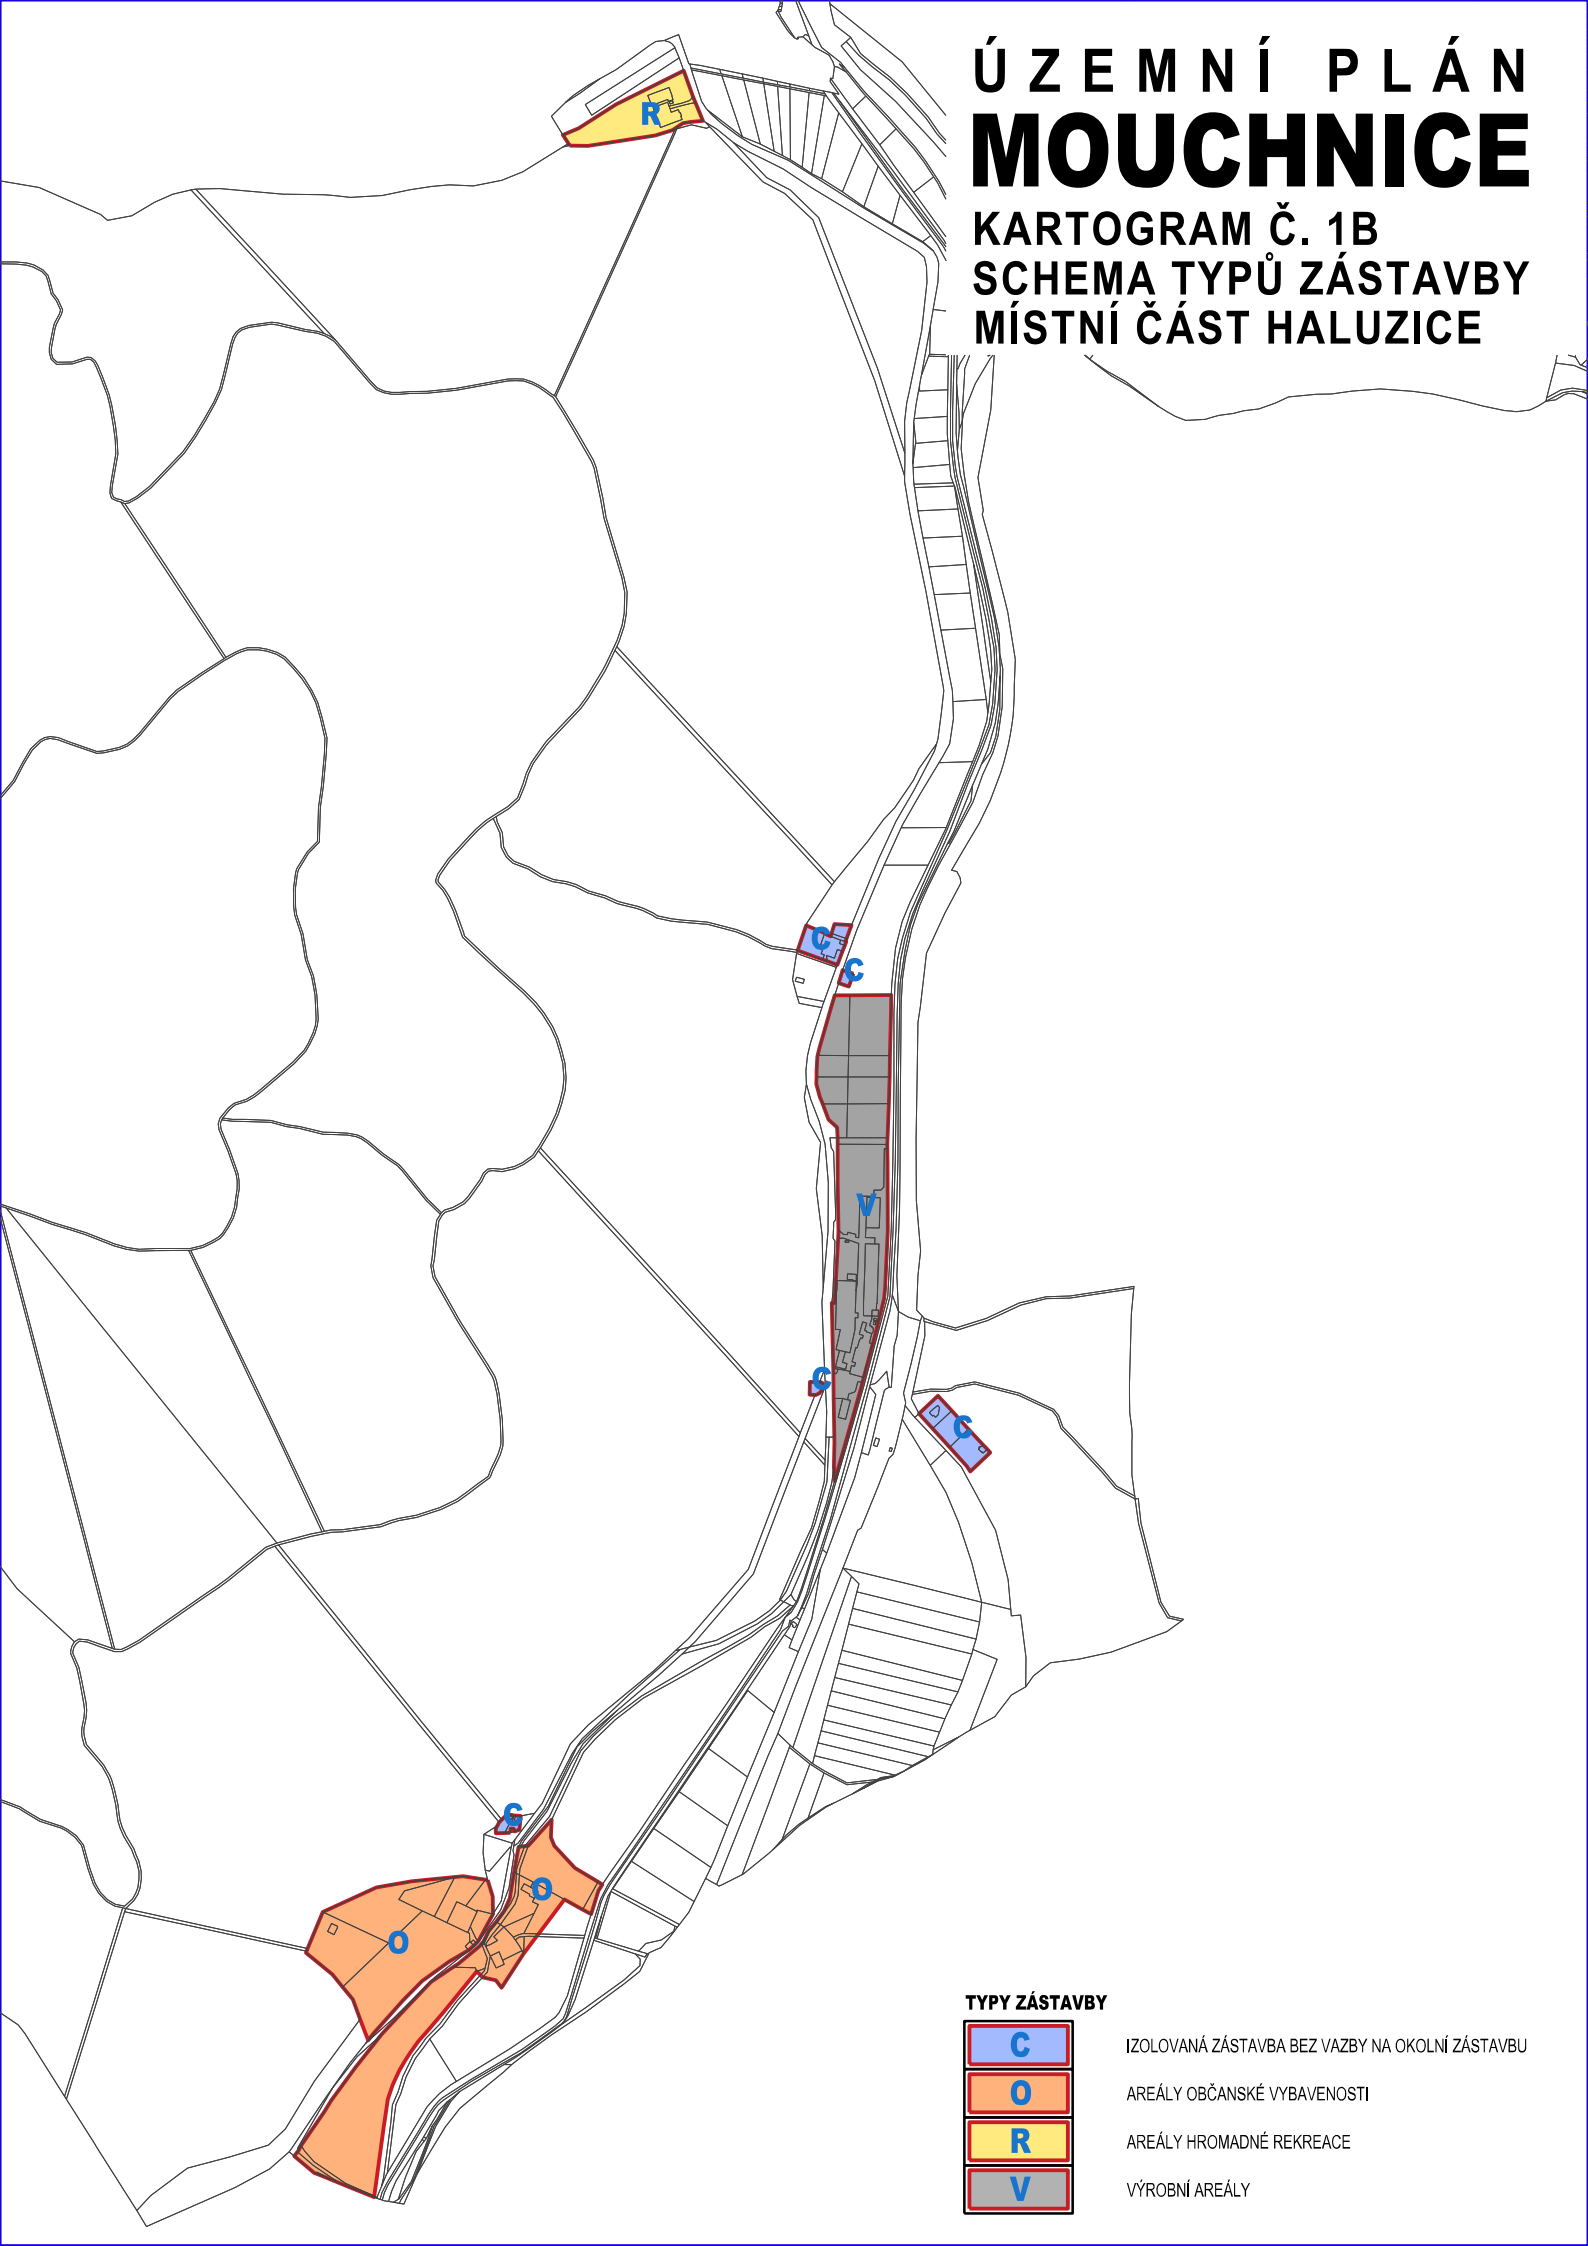 ÚZEMNÍ PLÁN
MOUCHNICE
KARTOGRAM Č. 1B
SCHEMA TYPŮ ZÁSTAVBY
MÍSTNÍ ČÁST HALUZICE
R
C
C
V
C
C
C
O
O
TYPY ZÁSTAVBY
C IZOLOVANÁ ZÁSTAVBA BEZ VAZBY NA OKOLNÍ ZÁSTAVBU
O AREÁLY OBČANSKÉ VYBAVENOSTI
R AREÁLY HROMADNÉ REKREACE
V VÝROBNÍ AREÁLY